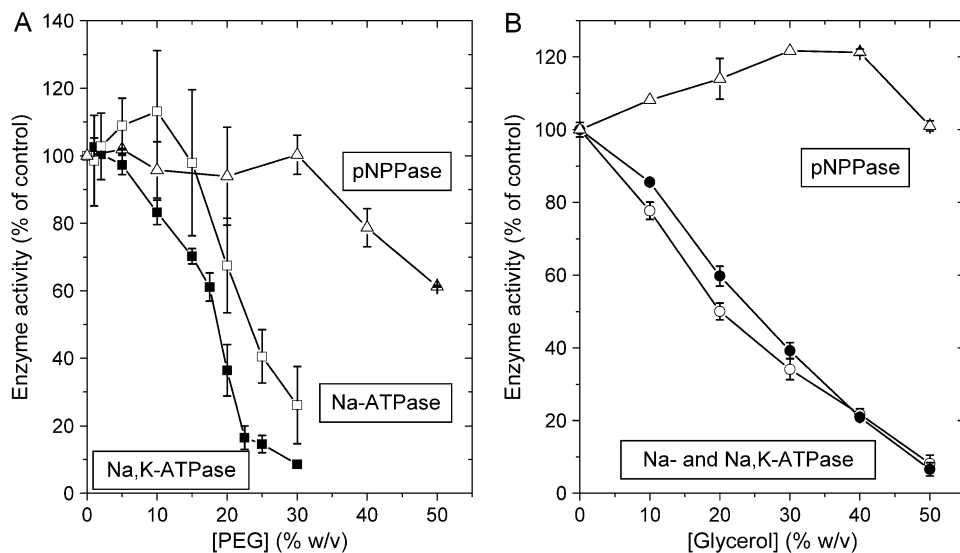 A
Enzyme activity (% of control)
140
120
100
80
60
40
20
0
pNPPase
Na-ATPase
Na,K-ATPase
0 10 20 30 40 50
[PEG] (% w/v)
B
Enzyme activity (% of control)
120
100
80
60
40
20
0
pNPPase
Na- and Na,K-ATPase
0 10 20 30 40 50
[Glycerol] (% w/v)